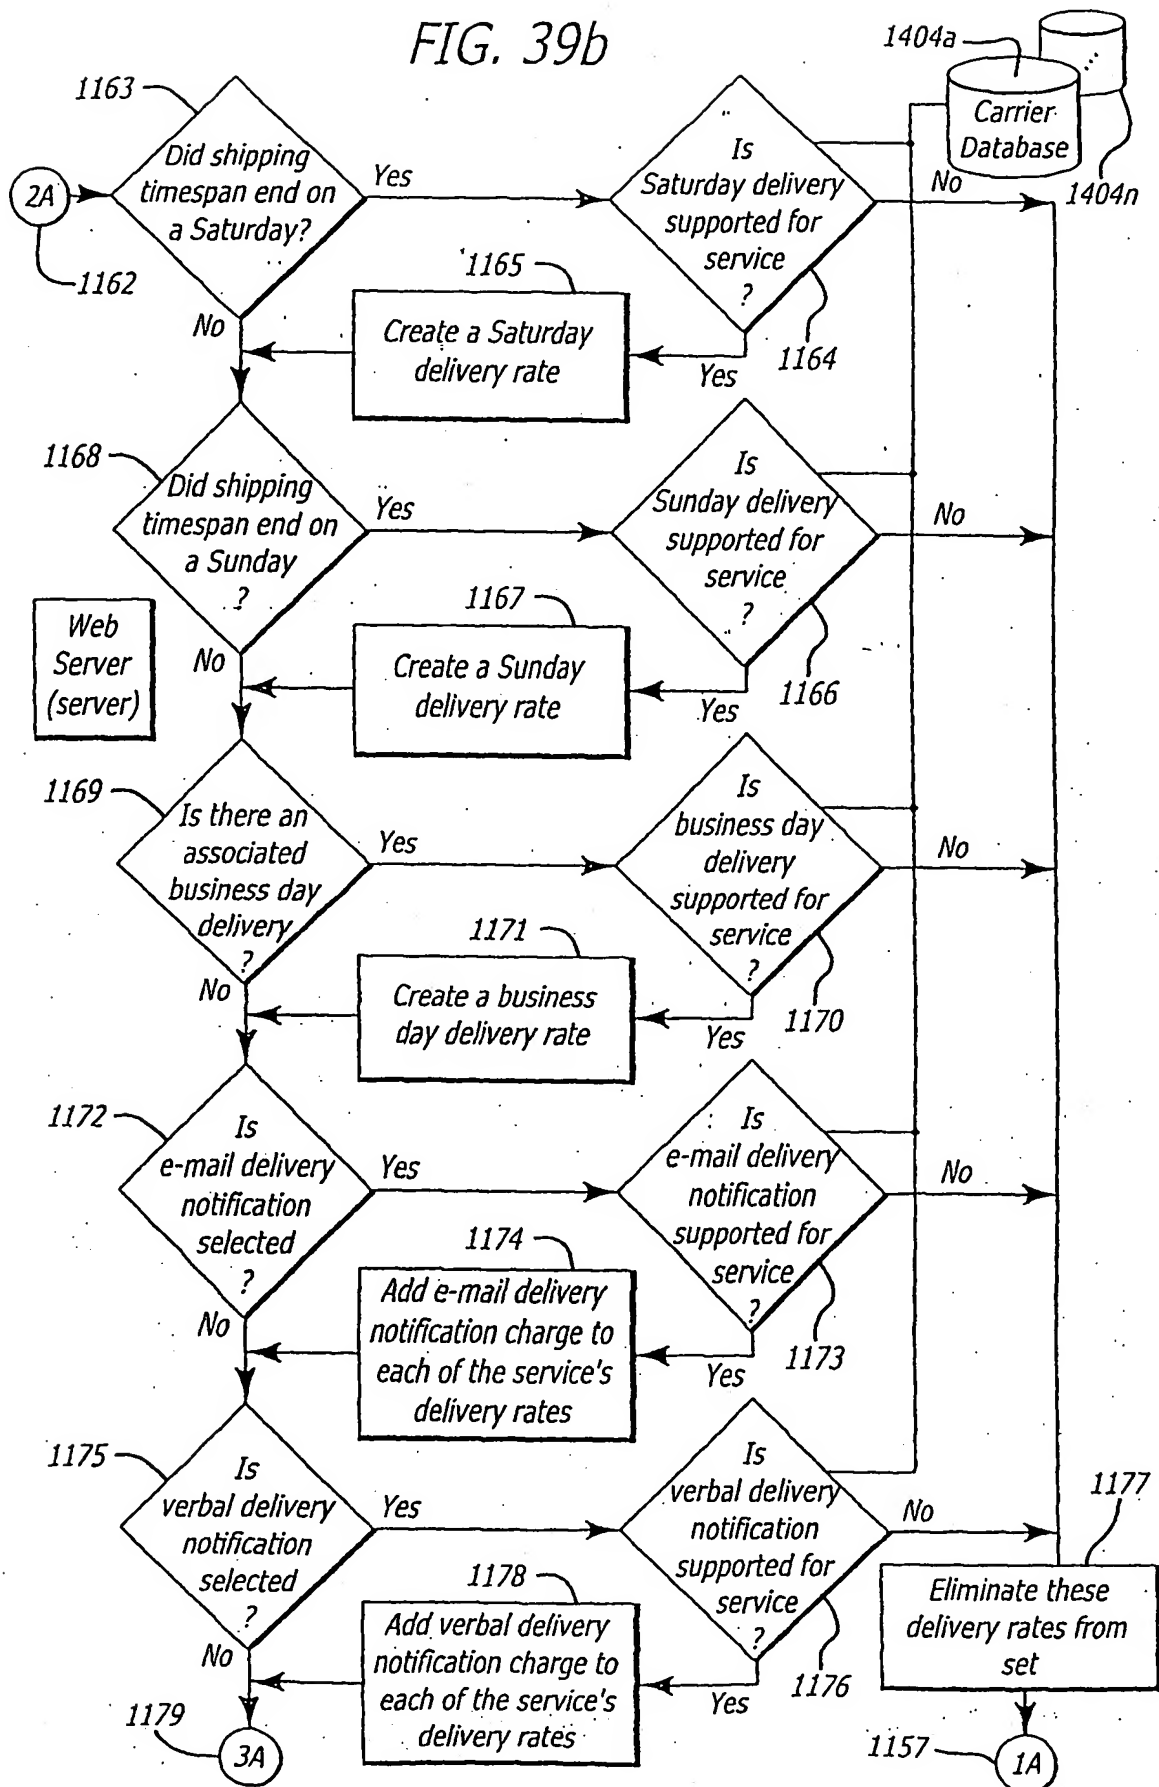 FIG. 39b
1404a
1163
Carrier
Database
Did shipping
timespan end on
a Saturday?
Yes
Is
Saturday delivery
supported for
service
?
No
1404n
2A
1162
1165
1164
No
Create a Saturday
delivery rate
Yes
1168
Did shipping
timespan end on
a Sunday
?
Yes
Is
Sunday delivery
supported for
service
?
No
Web
Server
(server)
1167
1166
No
Create a Sunday
delivery rate
Yes
1169
Is there an
associated
business day
delivery
?
Yes
Is
business day
delivery
supported for
service
?
No
1171
1170
No
Create a business
day delivery rate
Yes
1172
Is
e-mail delivery
notification
selected
?
Yes
Is
e-mail delivery
notification
supported for
service
?
No
1174
1173
No
Add e-mail delivery
notification charge to
each of the service's
delivery rates
Yes
1175
Is
verbal delivery
notification
selected
?
Yes
Is
verbal delivery
notification
supported for
service
?
No
1177
1178
1176
Eliminate these
delivery rates from
set
No
Add verbal delivery
notification charge to
each of the service's
delivery rates
Yes
1179
3A
1157
1A